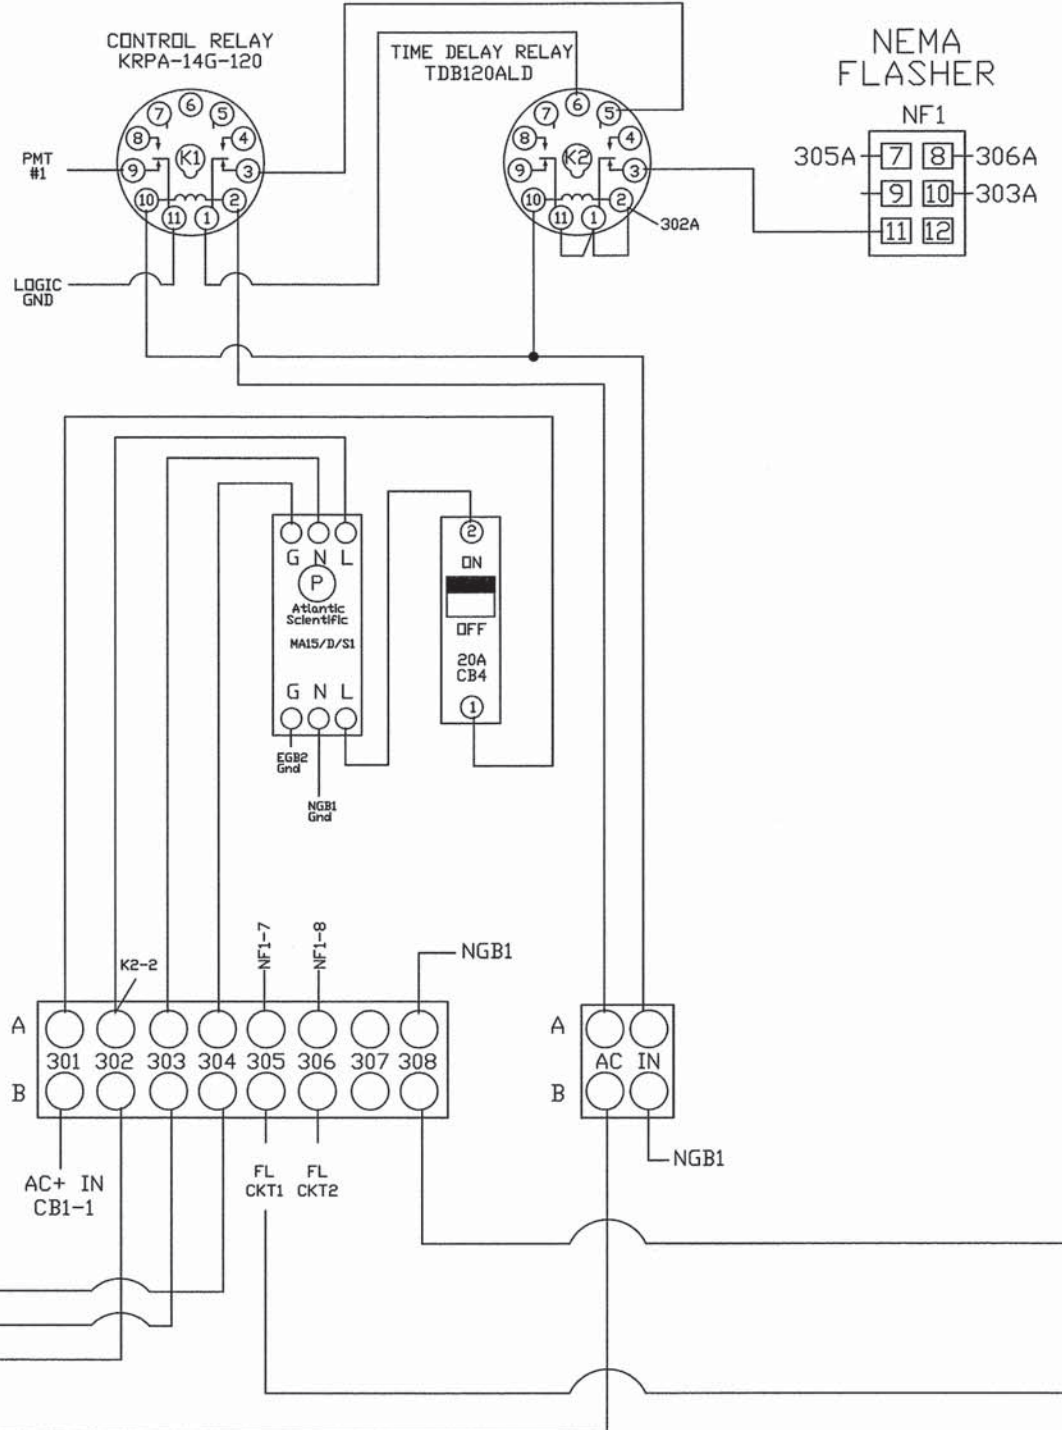 CONTROL RELAY
KRPA-14G-120
TIME DELAY RELAY
TDB120ALD
NEMA
FLASHER
NF1
6
7 5
8 4
K1
9 3
10 2
11 1
6
7 5
8 4
K2
9 3
10 2
11 1
PMT
#1
302A
305A 7 8 306A
9 10 303A
11 12
LOGIC
GND
G N L
P
Atlantic
Scientific
MA15/D/S1
G N L
EGB2
Gnd
NGB1
Gnd
2
ON
OFF
20A
CB4
1
K2-2
NF1-7
NF1-8
NGB1
A
301 302 303 304 305 306 307 308
B
A
AC IN
B
AC+ IN
CB1-1
FL
CKT1
FL
CKT2
NGB1